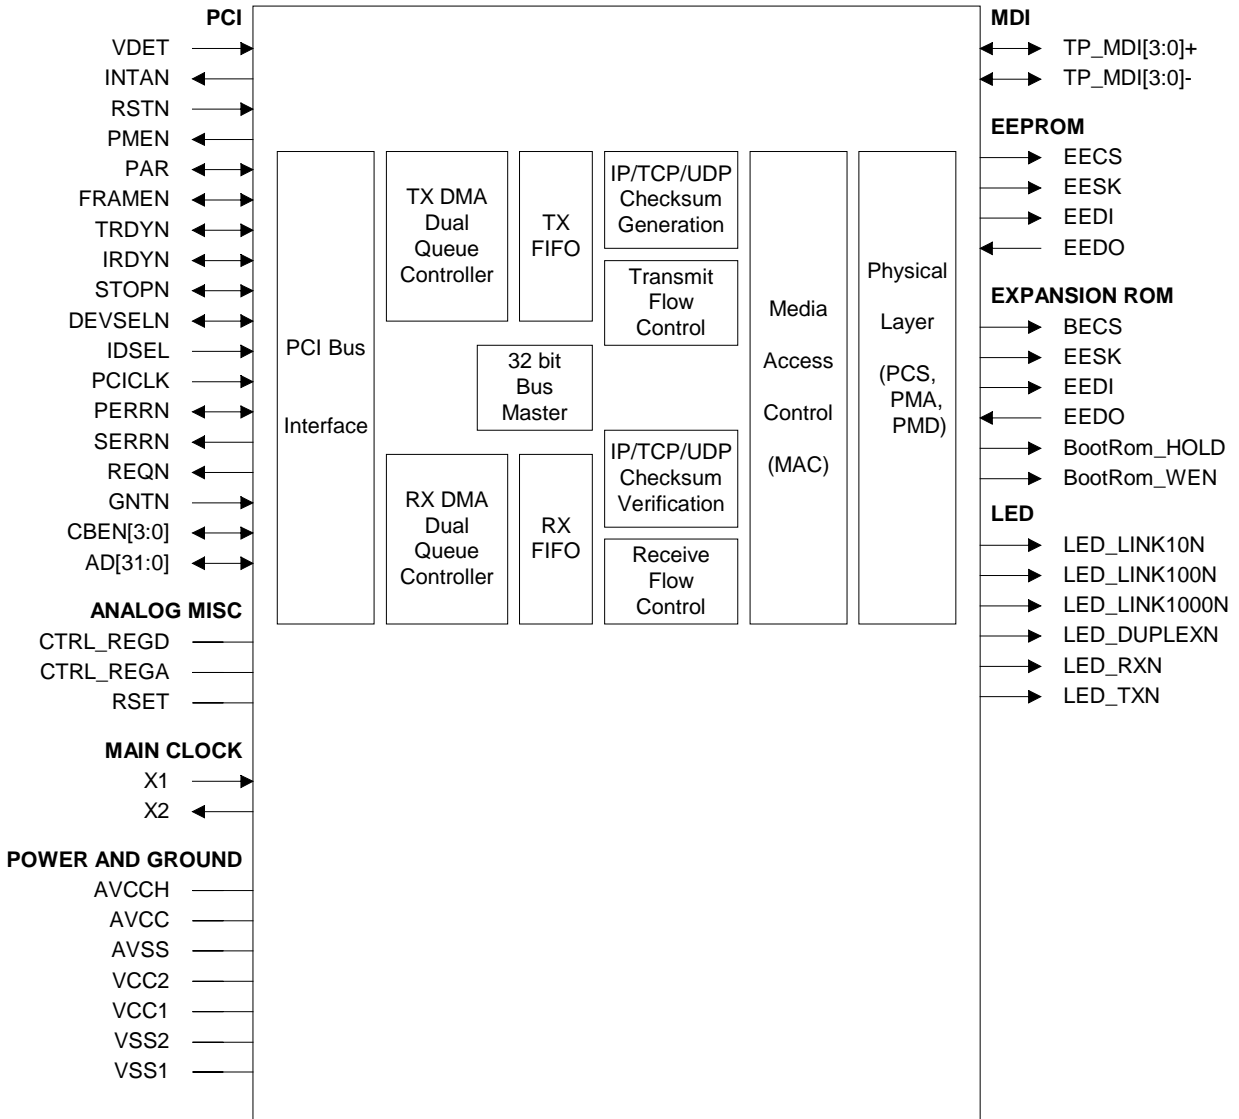 PCI
VDET
INTAN
RSTN
PMEN
PAR
FRAMEN
TRDYN
IRDYN
STOPN
DEVSELN
IDSEL
PCICLK
PERRN
SERRN
REQN
GNTN
CBEN[3:0]
AD[31:0]
ANALOG MISC
CTRL_REGD
CTRL_REGA
RSET
MAIN CLOCK
X1
X2
POWER AND GROUND
AVCCH
AVCC
AVSS
VCC2
VCC1
VSS2
VSS1
PCI Bus
Interface
TX DMA
Dual
Queue
Controller
TX
FIFO
IP/TCP/UDP
Checksum
Generation
Transmit
Flow
Control
32 bit
Bus
Master
RX DMA
Dual
Queue
Controller
RX
FIFO
IP/TCP/UDP
Checksum
Verification
Receive
Flow
Control
Media
Access
Control
(MAC)
Physical
Layer
(PCS,
PMA,
PMD)
MDI
TP_MDI[3:0]+
TP_MDI[3:0]-
EEPROM
EECS
EESK
EEDI
EEDO
EXPANSION ROM
BECS
EESK
EEDI
EEDO
BootRom_HOLD
BootRom_WEN
LED
LED_LINK10N
LED_LINK100N
LED_LINK1000N
LED_DUPLEXN
LED_RXN
LED_TXN